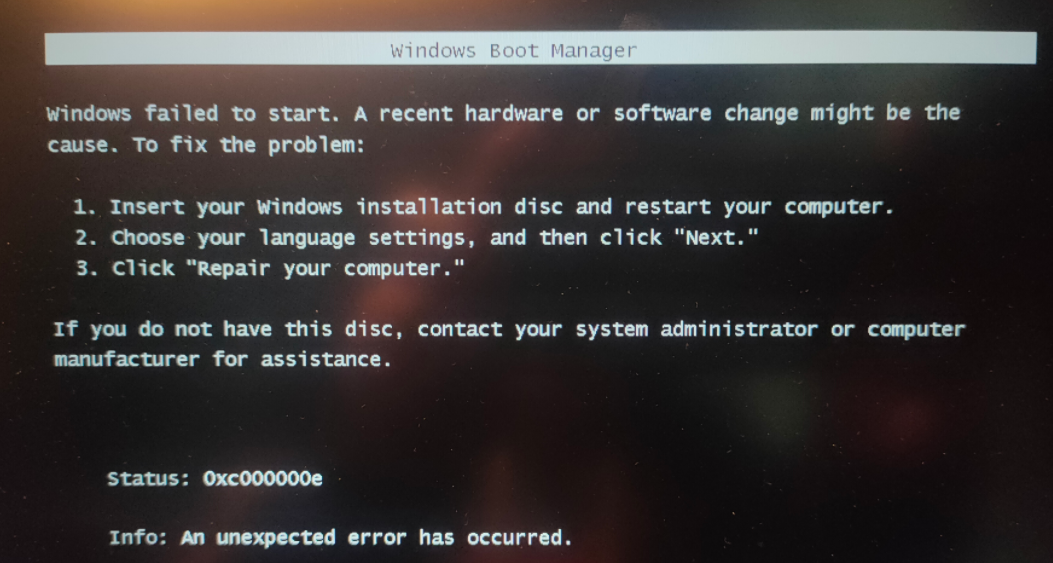 Windows Boot Manager
Windows failed to start. A recent hardware or software change might be the
cause. To fix the problem:
1. Insert your Windows installation disc and restart your computer.
2. Choose your language settings, and then click "Next."
3. Click "Repair your computer."
If you do not have this disc, contact your system administrator or computer
manufacturer for assistance.
Status: 0xc000000e
Info: An unexpected error has occurred.